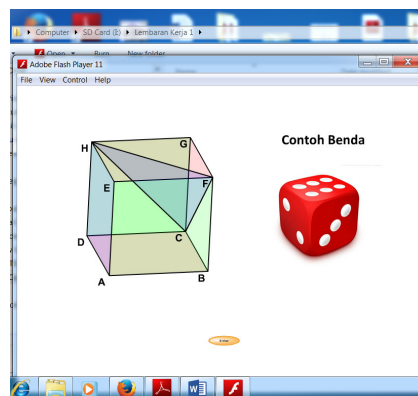 Computer ▸ SD Card (E:) ▸ Lembaran Kerja 1 ▸
Open Burn New folder
Adobe Flash Player 11
File View Control Help
Contoh Benda
H
G
E
F
D
C
A
B